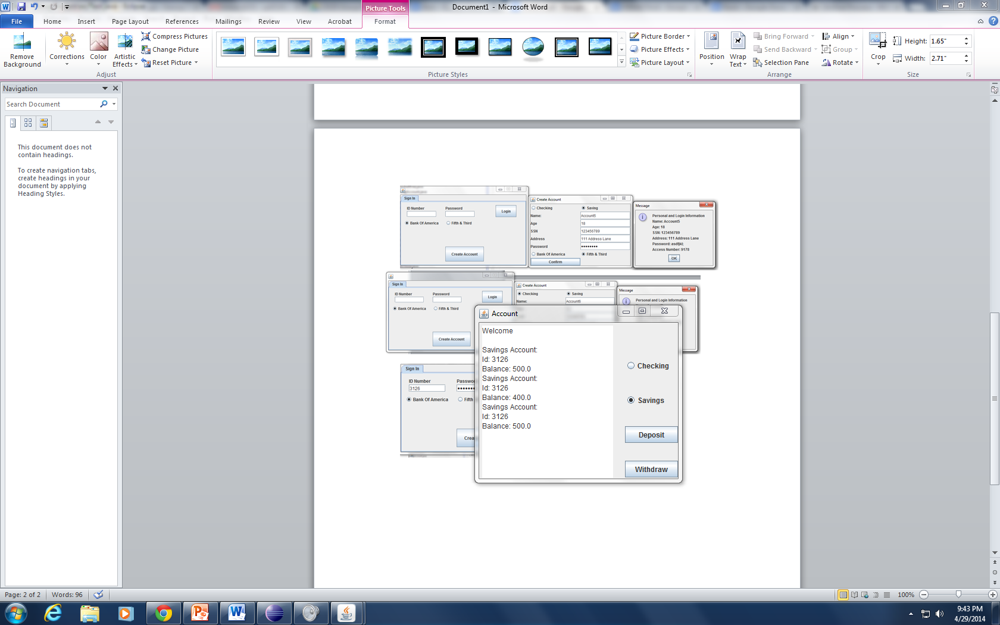 Document1 - Microsoft Word
Picture Tools
File Home Insert Page Layout References Mailings Review View Acrobat Format
Remove Background
Corrections
Color
Artistic Effects
Compress Pictures
Change Picture
Reset Picture
Adjust
Picture Styles
Picture Border
Picture Effects
Picture Layout
Position
Wrap Text
Bring Forward
Send Backward
Selection Pane
Align
Group
Rotate
Arrange
Crop
Height: 1.65"
Width: 2.71"
Size
Navigation
Search Document
This document does not
contain headings.
To create navigation tabs,
create headings in your
document by applying
Heading Styles.
Sign In
ID Number Password
Login
Bank Of America Fifth & Third
Create Account
Create Account
Checking Saving
Name: Account5
Age 18
SSN 123456789
Address 111 Address Lane
Password
Bank Of America Fifth & Third
Confirm
Message
Personal and Login Information
Name: Account5
Age: 18
SSN: 123456789
Address: 111 Address Lane
Password: asdfjkl;
Access Number: 9178
OK
Sign In
ID Number Password
Login
Bank Of America Fifth & Third
Create Account
Create Account
Checking Saving
Name: Account6
Message
Personal and Login Information
Sign In
ID Number Passwo
3126
Bank Of America Fifth
Crea
Account
Welcome
Savings Account:
Id: 3126
Balance: 500.0
Savings Account:
Id: 3126
Balance: 400.0
Savings Account:
Id: 3126
Balance: 500.0
Checking
Savings
Deposit
Withdraw
Page: 2 of 2 Words: 96
100%
9:43 PM
4/29/2014